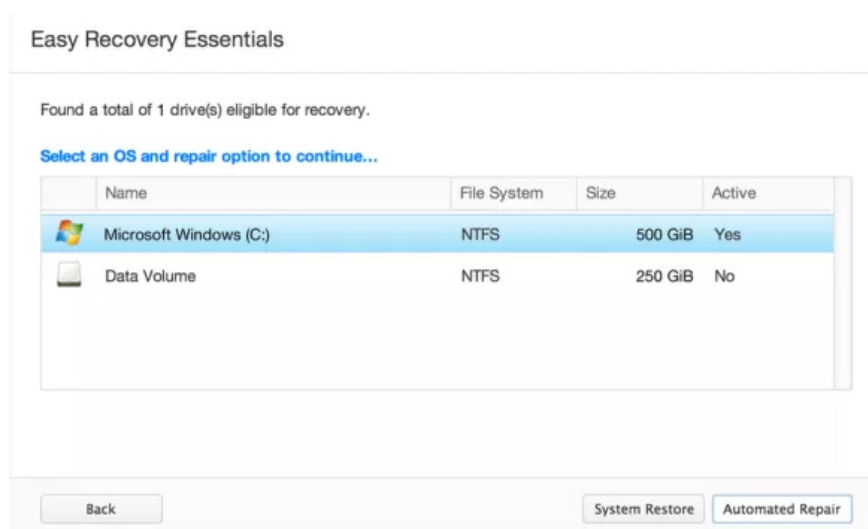 Easy Recovery Essentials
Found a total of 1 drive(s) eligible for recovery.
Select an OS and repair option to continue...
Name File System Size Active
Microsoft Windows (C:) NTFS 500 GiB Yes
Data Volume NTFS 250 GiB No
Back System Restore Automated Repair